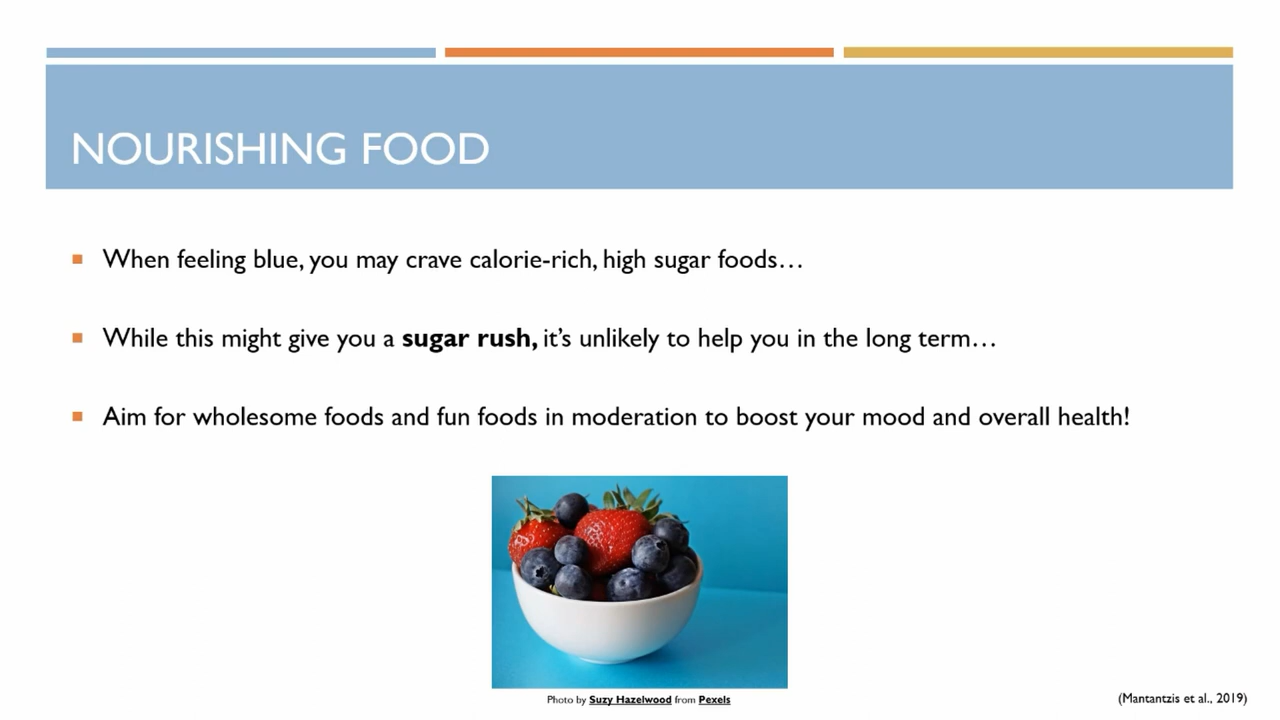 NOURISHING FOOD
When feeling blue, you may crave calorie-rich, high sugar foods…
While this might give you a sugar rush, it’s unlikely to help you in the long term…
Aim for wholesome foods and fun foods in moderation to boost your mood and overall health!
Photo by Suzy Hazelwood from Pexels
(Mantantzis et al., 2019)